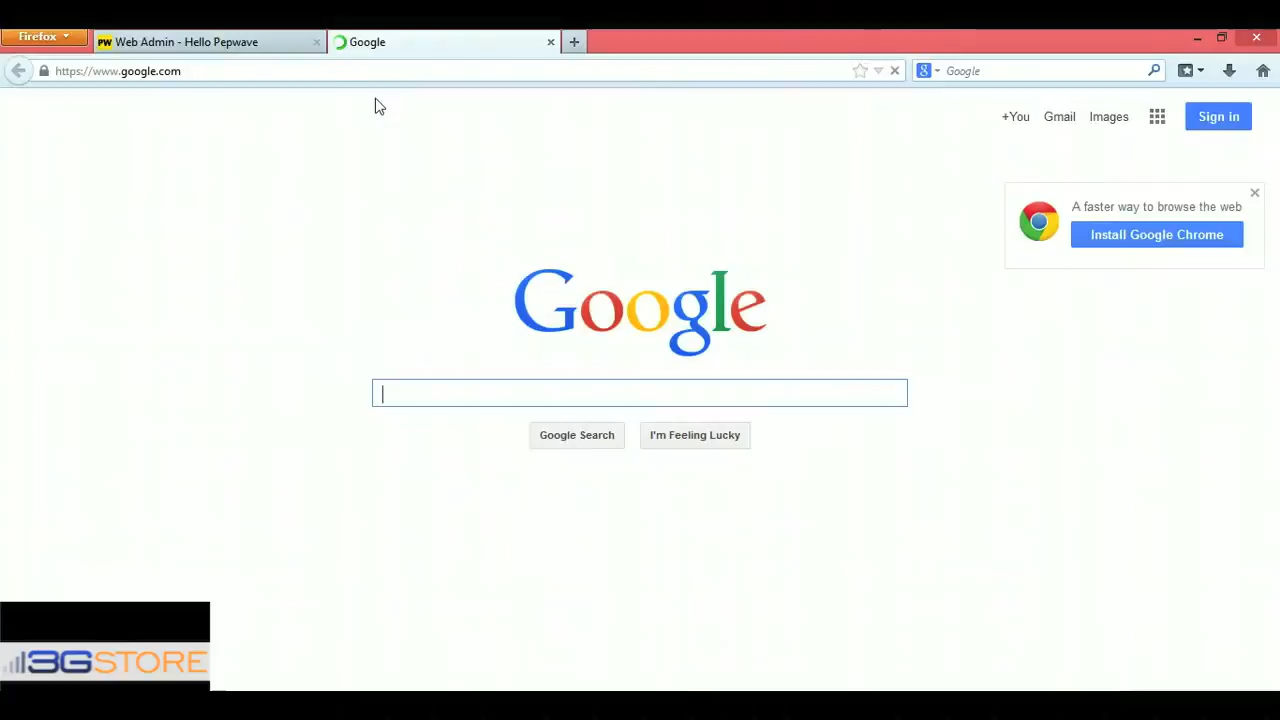 Firefox
PW Web Admin - Hello Pepwave
Google
https://www.google.com
8 Google
+You Gmail Images Sign in
A faster way to browse the web
Install Google Chrome
Google
Google Search I'm Feeling Lucky
3GSTORE